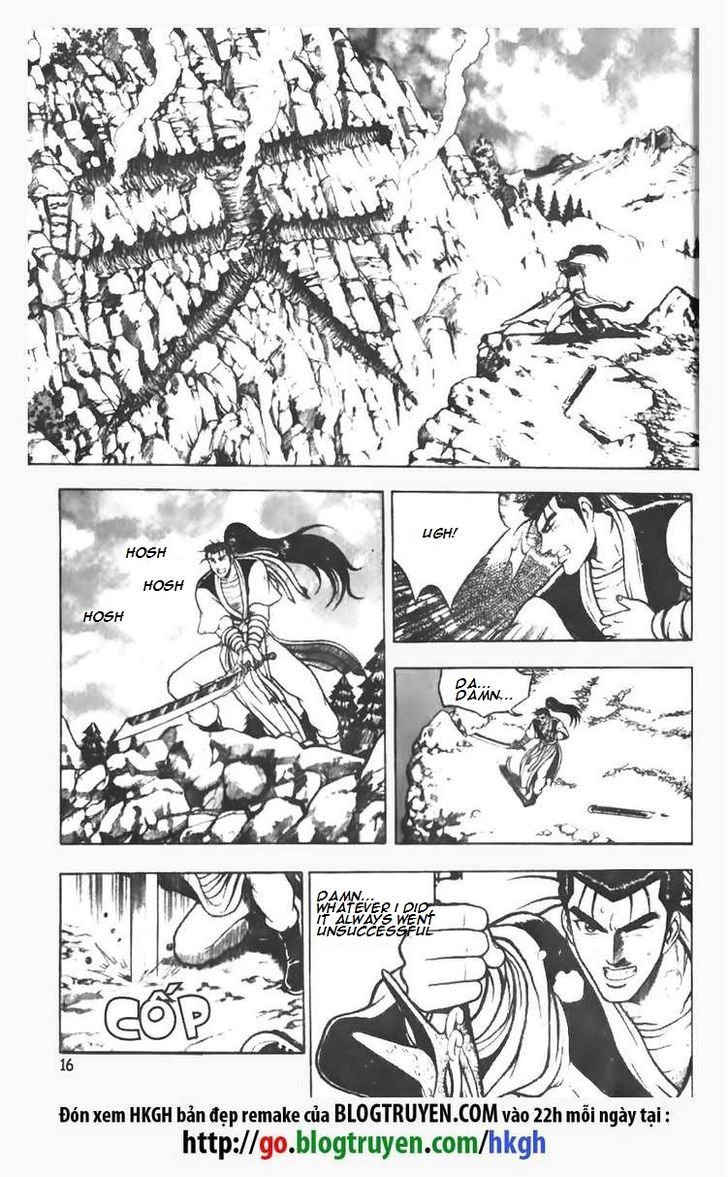 HOSH
HOSH
HOSH
UGH!
DA...
DAMN...
CỐP
DAMN...
WHATEVER I DID
IT ALWAYS WENT
UNSUCCESSFUL
16
Đón xem HKGH bản đẹp remake của BLOGTRUYEN.COM vào 22h mỗi ngày tại :
http://go.blogtruyen.com/hkgh